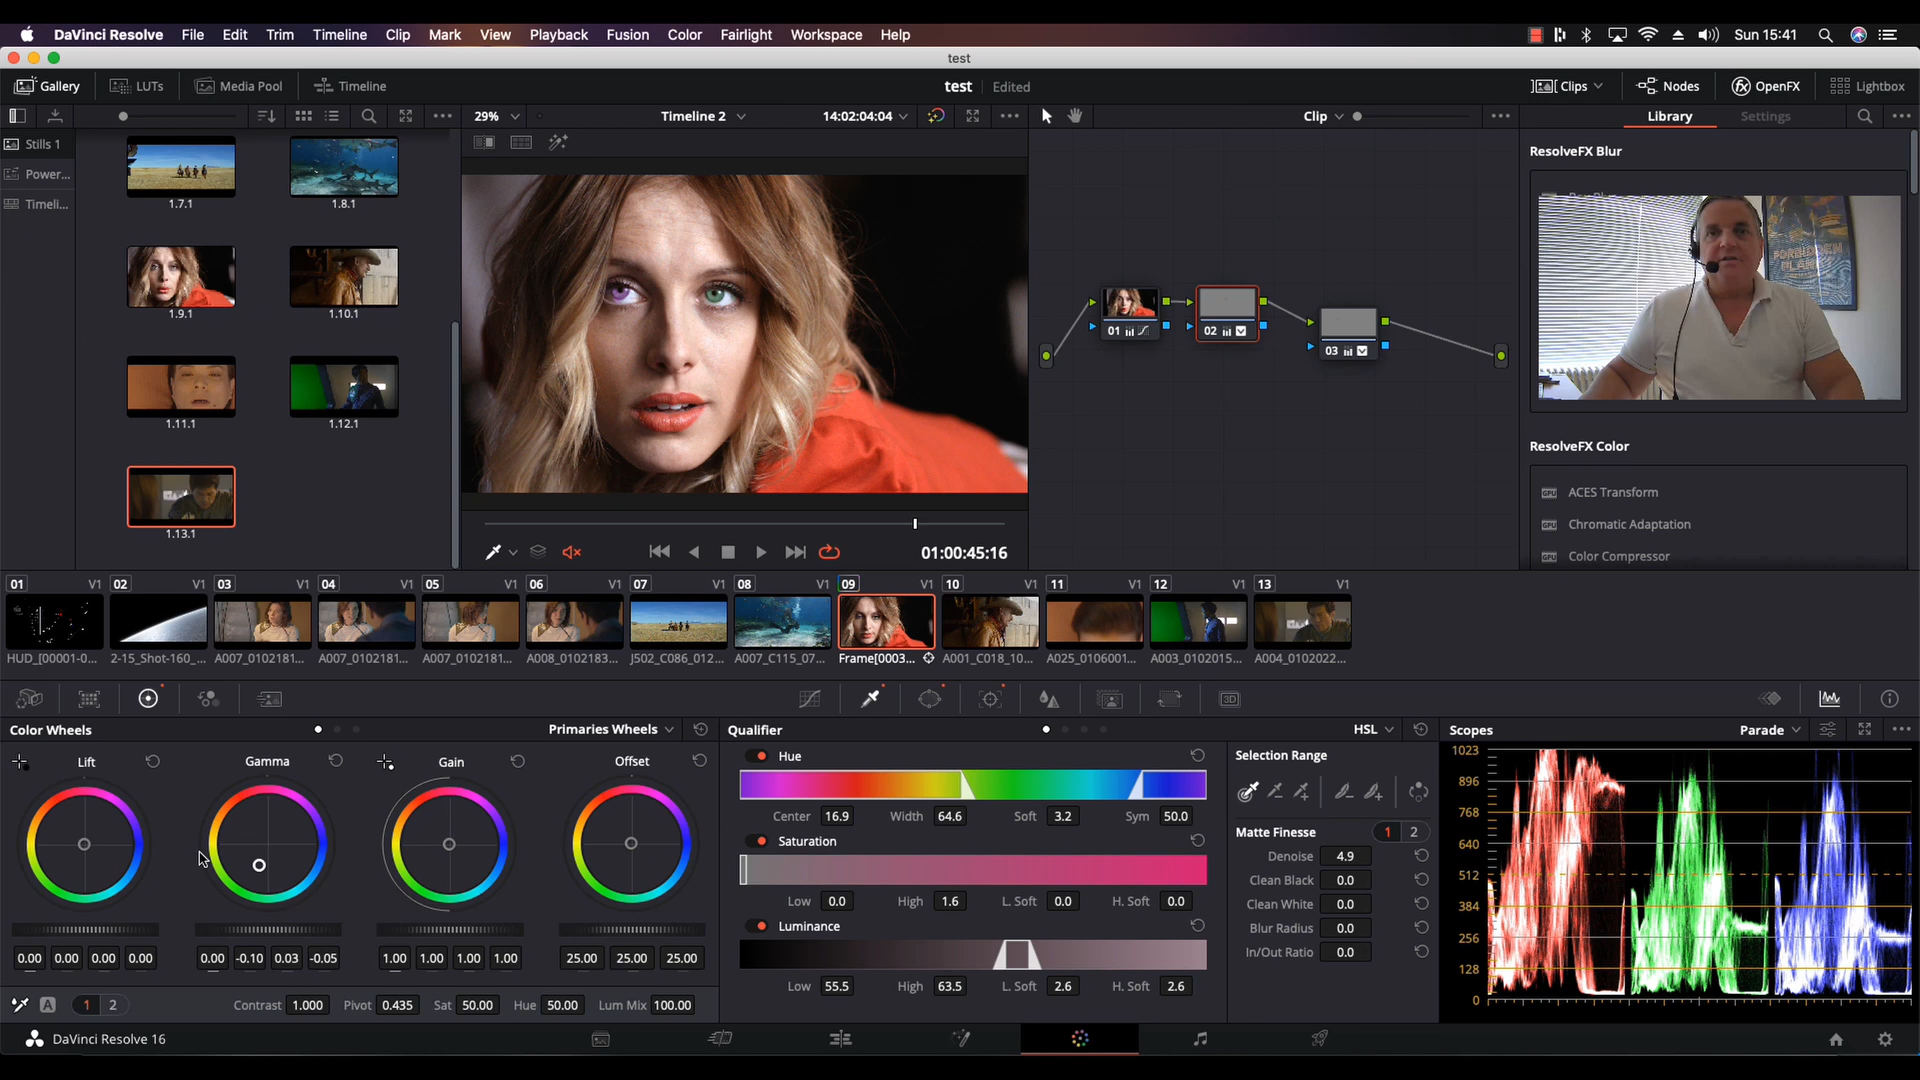 DaVinci Resolve File Edit Trim Timeline Clip Mark View Playback Fusion Color Fairlight Workspace Help Sun 15:41
test
Gallery LUTs Media Pool Timeline test Edited Clips Nodes OpenFX Lightbox
29% Timeline 2 14:02:04:04 Clip Library Settings
Stills 1
Power...
Timeli...
1.7.1 1.8.1
1.9.1 1.10.1
1.11.1 1.12.1
1.13.1
01 02 03
ResolveFX Blur
FORBIDDEN
PLANET
ResolveFX Color
GPU ACES Transform
GPU Chromatic Adaptation
GPU Color Compressor
01:00:45:16
01 V1 02 V1 03 V1 04 V1 05 V1 06 V1 07 V1 08 V1 09 V1 10 V1 11 V1 12 V1 13 V1
HUD_[00001-0... 2-15_Shot-160_... A007_0102181... A007_0102181... A007_0102181... A008_0102183... J502_C086_012... A007_C115_07... Frame[0003... A001_C018_10... A025_0106001... A003_0102015... A004_0102022...
3D
Color Wheels Primaries Wheels Qualifier HSL Scopes Parade
Lift Gamma Gain Offset
0.00 0.00 0.00 0.00 0.00 -0.10 0.03 -0.05 1.00 1.00 1.00 1.00 25.00 25.00 25.00
A 1 2 Contrast 1.000 Pivot 0.435 Sat 50.00 Hue 50.00 Lum Mix 100.00
Hue
Center 16.9 Width 64.6 Soft 3.2 Sym 50.0
Saturation
Low 0.0 High 1.6 L. Soft 0.0 H. Soft 0.0
Luminance
Low 55.5 High 63.5 L. Soft 2.6 H. Soft 2.6
Selection Range
Matte Finesse 1 2
Denoise 4.9
Clean Black 0.0
Clean White 0.0
Blur Radius 0.0
In/Out Ratio 0.0
1023
896
768
640
512
384
256
128
0
DaVinci Resolve 16